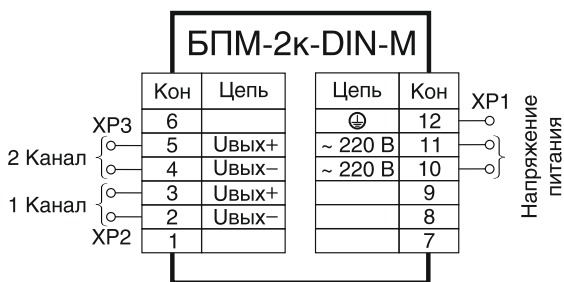 БПМ-2к-DIN-M
Кон Цепь Цепь Кон
XP3 6 12 XP1
5 Uвых+ ~ 220 В 11
2 Канал 4 Uвых– ~ 220 В 10
3 Uвых+ 9
1 Канал 2 Uвых– 8
XP2 1 7
Напряжение
питания